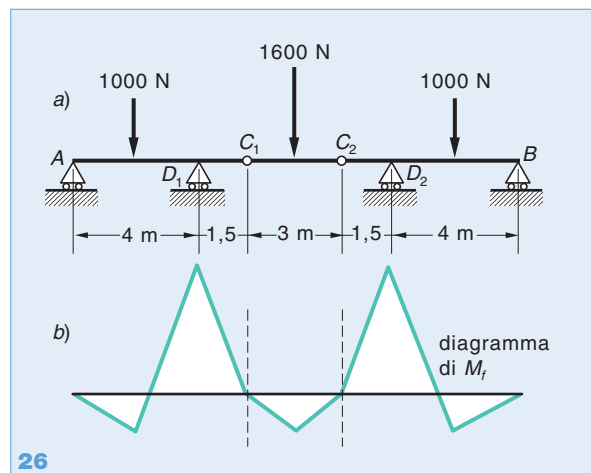 1600 N
1000 N
1000 N
a)
A
D1
C1
C2
D2
B
4 m
1,5
3 m
1,5
4 m
b)
diagramma
di Mf
26